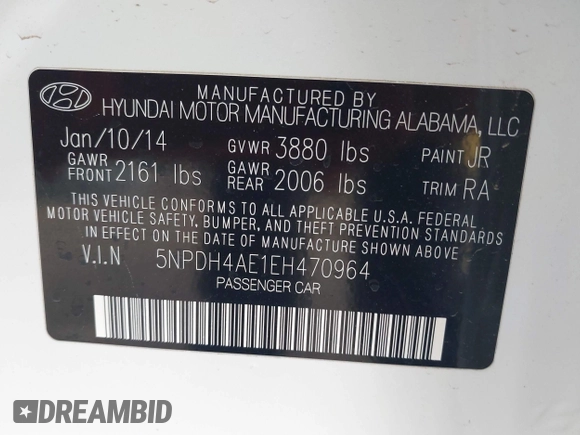 MANUFACTURED BY
HYUNDAI MOTOR MANUFACTURING ALABAMA, LLC
Jan/10/14 GVWR 3880 lbs PAINT JR
GAWR FRONT 2161 lbs GAWR REAR 2006 lbs TRIM RA
THIS VEHICLE CONFORMS TO ALL APPLICABLE U.S.A. FEDERAL
MOTOR VEHICLE SAFETY, BUMPER, AND THEFT PREVENTION STANDARDS
IN EFFECT ON THE DATE OF MANUFACTURE SHOWN ABOVE
V.I.N 5NPDH4AE1EH470964
PASSENGER CAR
DREAMBID